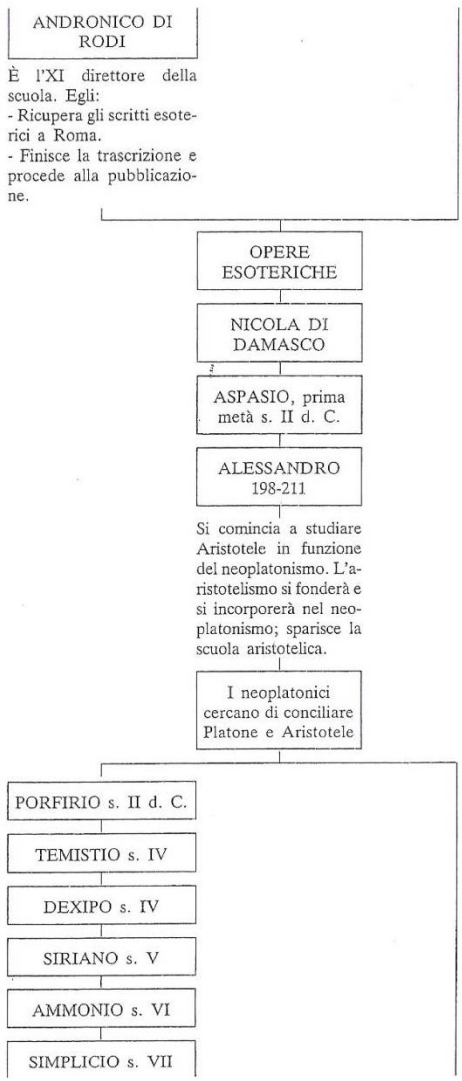 ANDRONICO DI
RODI
È l'XI direttore della
scuola. Egli:
- Ricupera gli scritti esote-
rici a Roma.
- Finisce la trascrizione e
procede alla pubblicazio-
ne.
OPERE
ESOTERICHE
NICOLA DI
DAMASCO
ASPASIO, prima
metà s. II d. C.
ALESSANDRO
198-211
Si comincia a studiare
Aristotele in funzione
del neoplatonismo. L'a-
ristotelismo si fonderà e
si incorporerà nel neo-
platonismo; sparisce la
scuola aristotelica.
I neoplatonici
cercano di conciliare
Platone e Aristotele
PORFIRIO s. II d. C.
TEMISTIO s. IV
DEXIPO s. IV
SIRIANO s. V
AMMONIO s. VI
SIMPLICIO s. VII